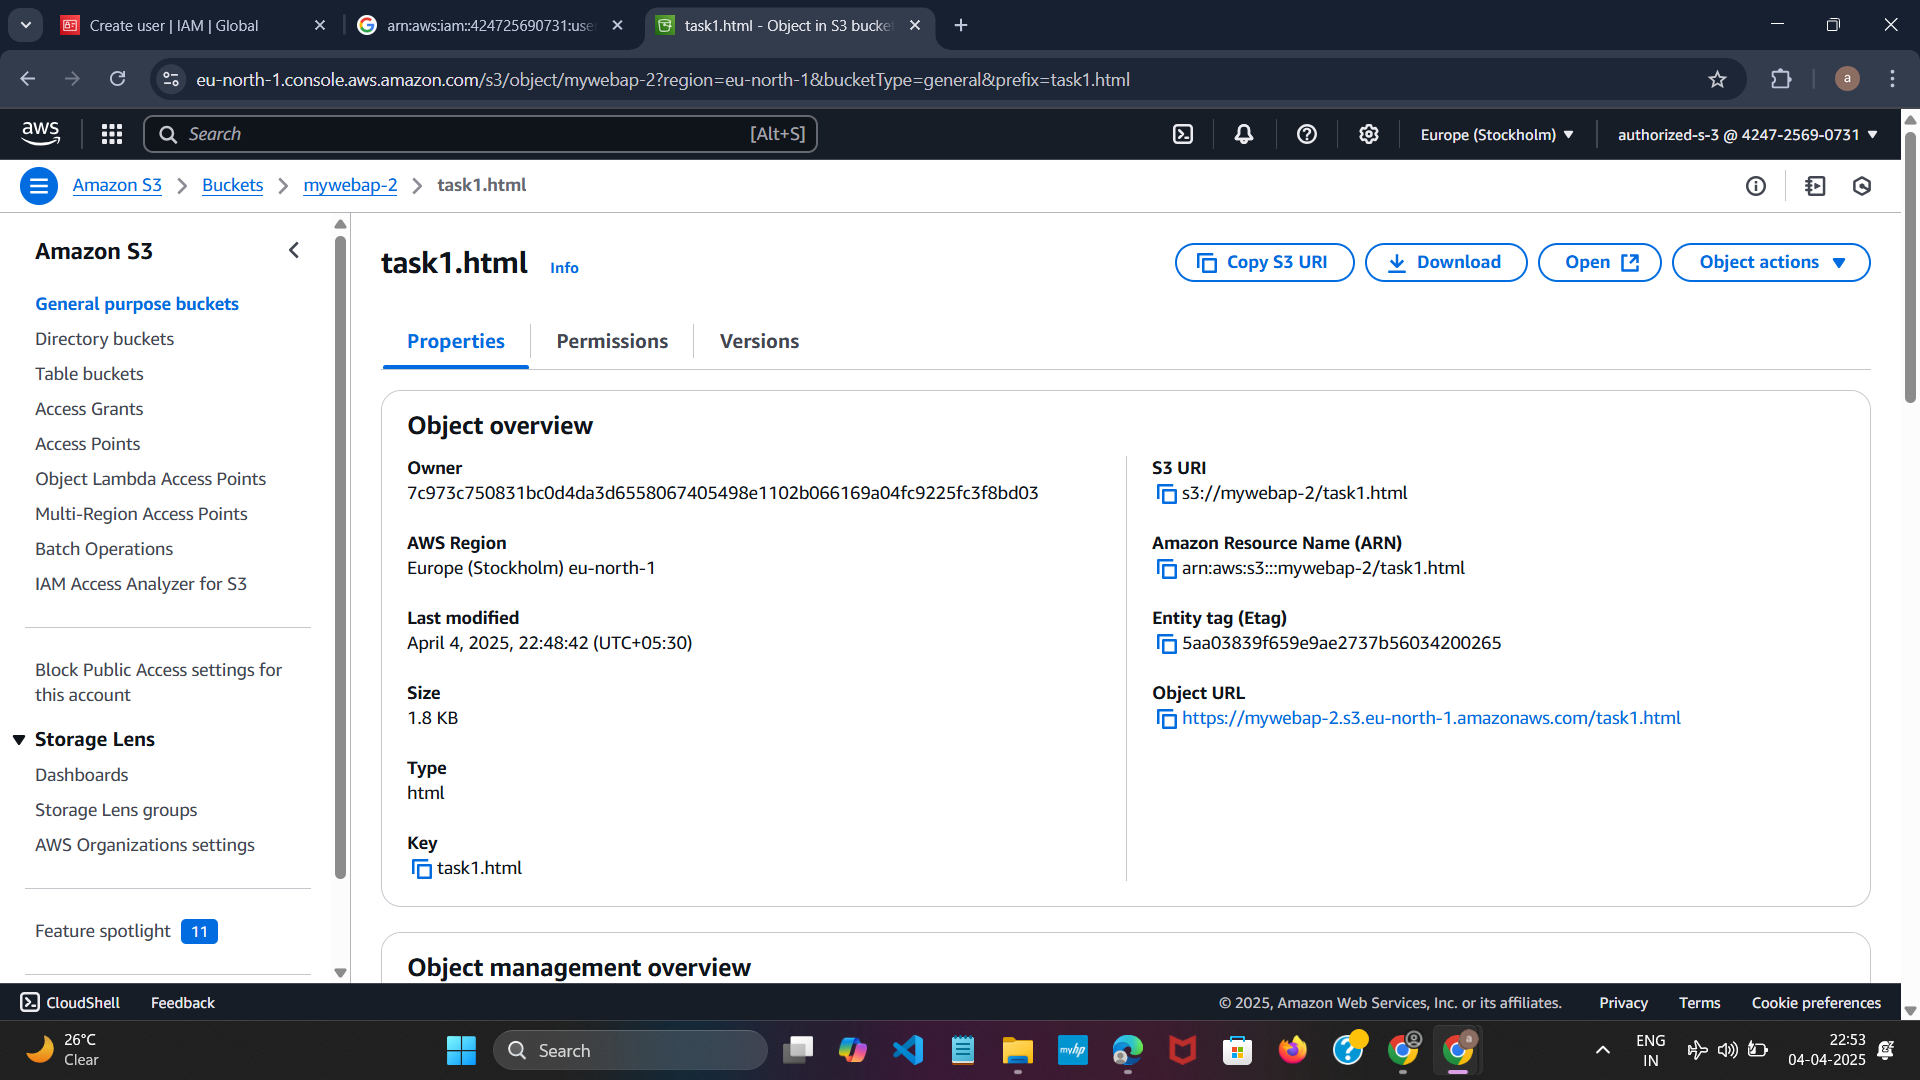 Create user | IAM | Global
arn:aws:iam::424725690731:use
task1.html - Object in S3 bucke
eu-north-1.console.aws.amazon.com/s3/object/mywebap-2?region=eu-north-1&bucketType=general&prefix=task1.html
a
aws
Search
[Alt+S]
Europe (Stockholm)
authorized-s-3 @ 4247-2569-0731
Amazon S3
Buckets
mywebap-2
task1.html
Amazon S3
General purpose buckets
Directory buckets
Table buckets
Access Grants
Access Points
Object Lambda Access Points
Multi-Region Access Points
Batch Operations
IAM Access Analyzer for S3
Block Public Access settings for
this account
Storage Lens
Dashboards
Storage Lens groups
AWS Organizations settings
Feature spotlight 11
task1.html Info
Copy S3 URI
Download
Open
Object actions
Properties
Permissions
Versions
Object overview
Owner
7c973c750831bc0d4da3d6558067405498e1102b066169a04fc9225fc3f8bd03
AWS Region
Europe (Stockholm) eu-north-1
Last modified
April 4, 2025, 22:48:42 (UTC+05:30)
Size
1.8 KB
Type
html
Key
task1.html
S3 URI
s3://mywebap-2/task1.html
Amazon Resource Name (ARN)
arn:aws:s3:::mywebap-2/task1.html
Entity tag (Etag)
5aa03839f659e9ae2737b56034200265
Object URL
https://mywebap-2.s3.eu-north-1.amazonaws.com/task1.html
Object management overview
CloudShell
Feedback
© 2025, Amazon Web Services, Inc. or its affiliates.
Privacy
Terms
Cookie preferences
26°C
Clear
Search
myhp
a
ENG
IN
22:53
04-04-2025